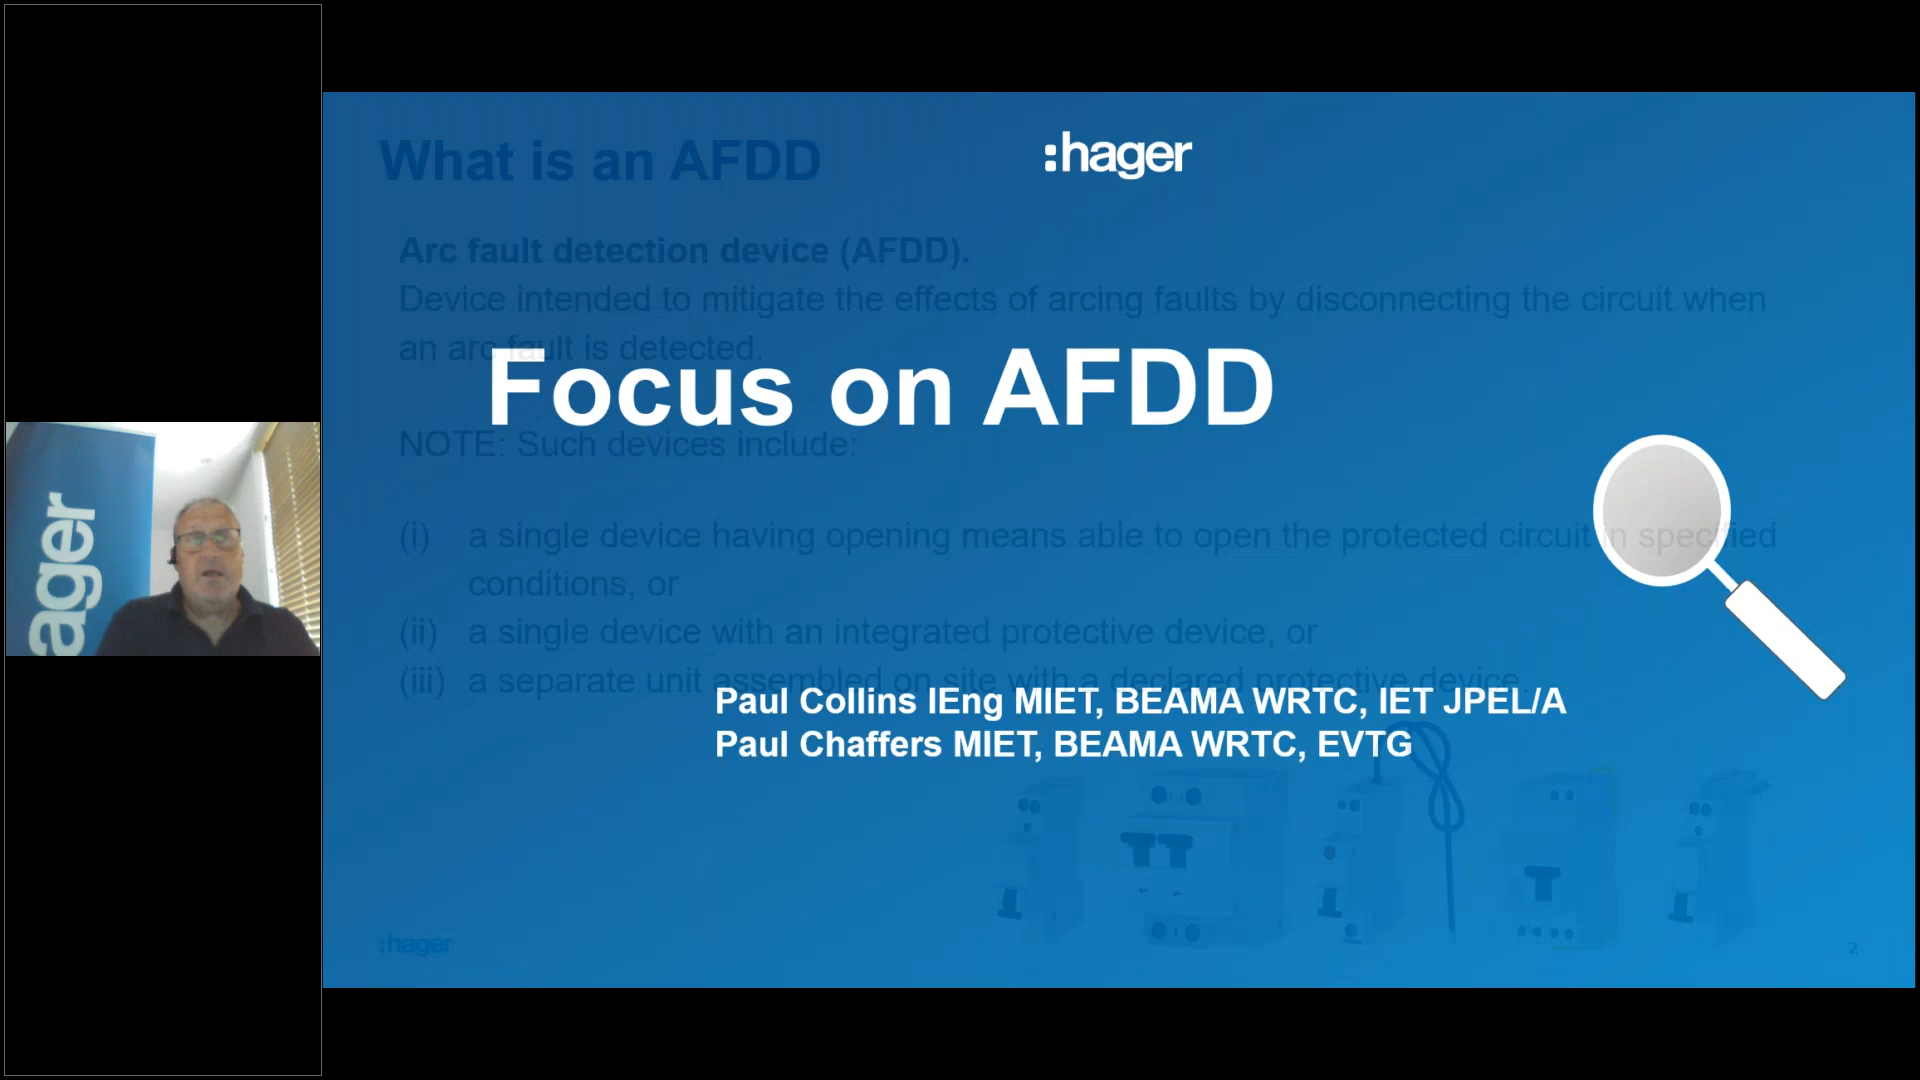 ager
:hager
What is an AFDD
Arc fault detection device (AFDD).
Device intended to mitigate the effects of arcing faults by disconnecting the circuit when
an arc fault is detected.
Focus on AFDD
NOTE: Such devices include:
(i) a single device having opening means able to open the protected circuit in specified
conditions, or
(ii) a single device with an integrated protective device, or
(iii) a separate unit assembled on site with a declared protective device.
Paul Collins IEng MIET, BEAMA WRTC, IET JPEL/A
Paul Chaffers MIET, BEAMA WRTC, EVTG
:hager
2